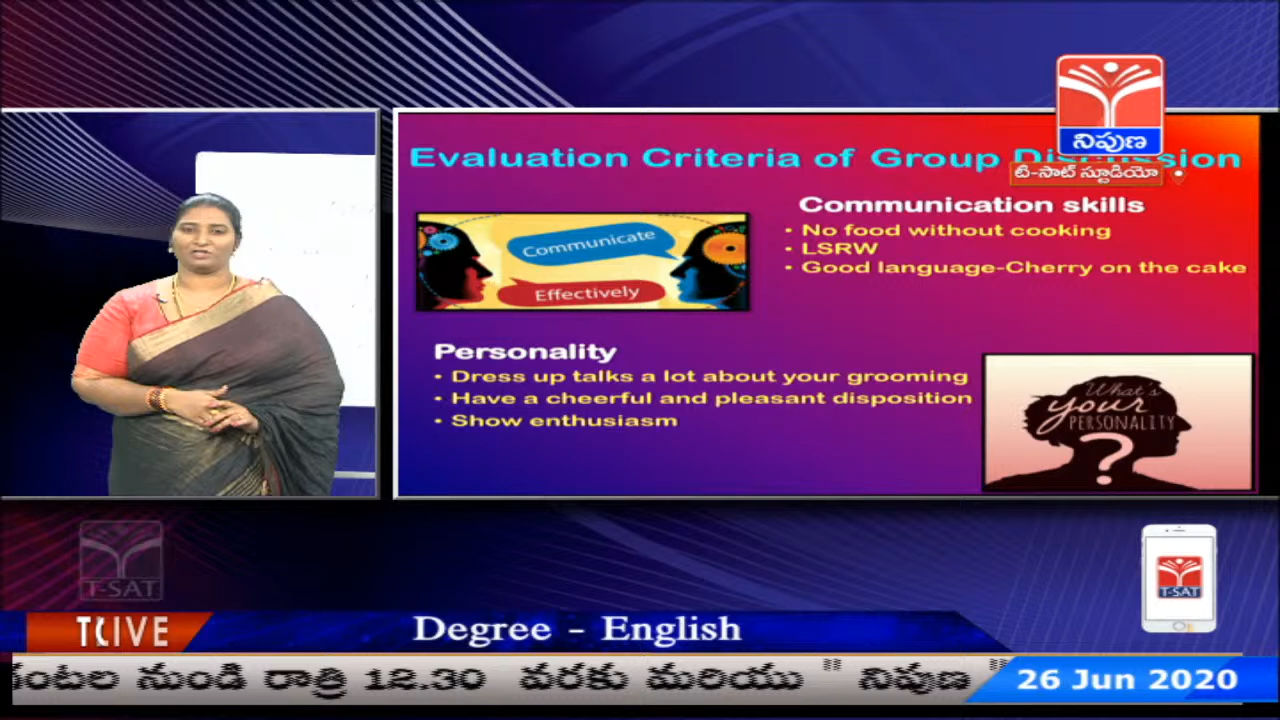 నిపుణ
టి-సాట్ స్టూడియో
Evaluation Criteria of Group Discussion
Communication skills
• No food without cooking
• LSRW
• Good language-Cherry on the cake
Communicate
Effectively
Personality
• Dress up talks a lot about your grooming
• Have a cheerful and pleasant disposition
• Show enthusiasm
What's
your
PERSONALITY
?
T-SAT
T-SAT
LIVE
Degree - English
నుండి రాత్రి 12.30 వరకు మరియు " నిపుణ "
26 Jun 2020